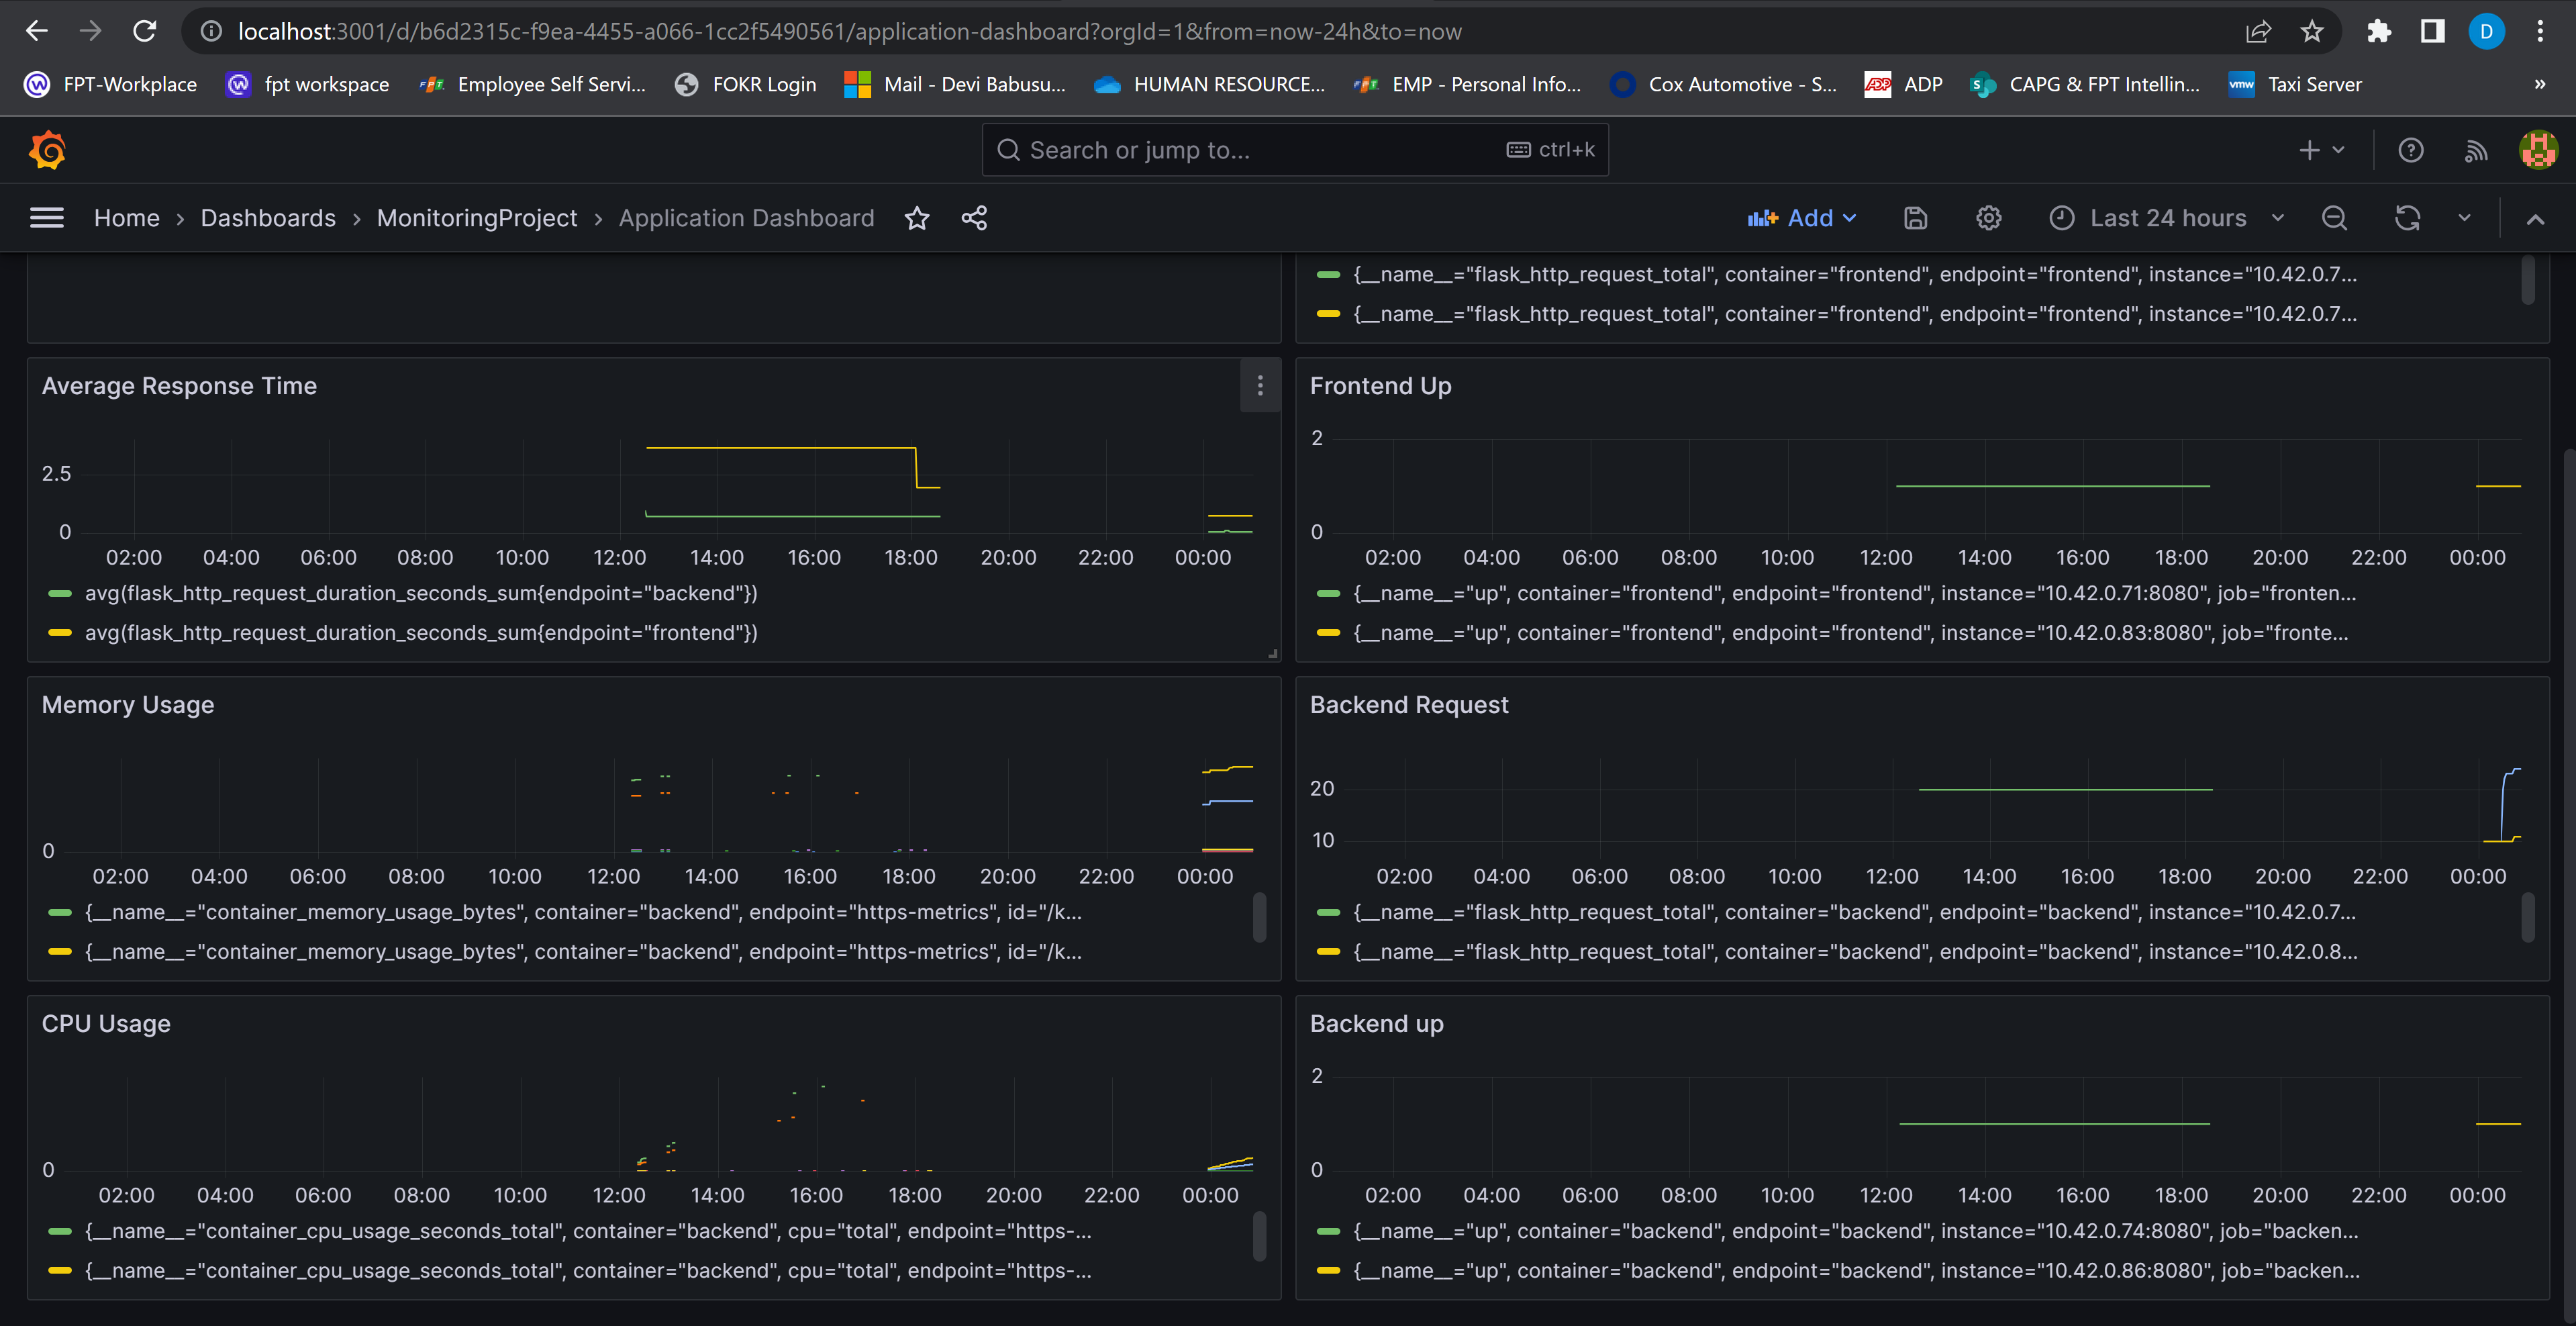 localhost:3001/d/b6d2315c-f9ea-4455-a066-1cc2f5490561/application-dashboard?orgId=1&from=now-24h&to=now
D
FPT-Workplace
fpt workspace
Employee Self Servi...
FOKR Login
Mail - Devi Babusu...
HUMAN RESOURCE...
EMP - Personal Info...
Cox Automotive - S...
ADP
CAPG & FPT Intellin...
vmw
Taxi Server
»
Search or jump to...
ctrl+k
Home > Dashboards > MonitoringProject > Application Dashboard
Add
Last 24 hours
{__name__="flask_http_request_total", container="frontend", endpoint="frontend", instance="10.42.0.7...
{__name__="flask_http_request_total", container="frontend", endpoint="frontend", instance="10.42.0.7...
Average Response Time
2.5
0
02:00 04:00 06:00 08:00 10:00 12:00 14:00 16:00 18:00 20:00 22:00 00:00
avg(flask_http_request_duration_seconds_sum{endpoint="backend"})
avg(flask_http_request_duration_seconds_sum{endpoint="frontend"})
Frontend Up
2
0
02:00 04:00 06:00 08:00 10:00 12:00 14:00 16:00 18:00 20:00 22:00 00:00
{__name__="up", container="frontend", endpoint="frontend", instance="10.42.0.71:8080", job="fronten...
{__name__="up", container="frontend", endpoint="frontend", instance="10.42.0.83:8080", job="fronte...
Memory Usage
0
02:00 04:00 06:00 08:00 10:00 12:00 14:00 16:00 18:00 20:00 22:00 00:00
{__name__="container_memory_usage_bytes", container="backend", endpoint="https-metrics", id="/k...
{__name__="container_memory_usage_bytes", container="backend", endpoint="https-metrics", id="/k...
Backend Request
20
10
02:00 04:00 06:00 08:00 10:00 12:00 14:00 16:00 18:00 20:00 22:00 00:00
{__name__="flask_http_request_total", container="backend", endpoint="backend", instance="10.42.0.7...
{__name__="flask_http_request_total", container="backend", endpoint="backend", instance="10.42.0.8...
CPU Usage
0
02:00 04:00 06:00 08:00 10:00 12:00 14:00 16:00 18:00 20:00 22:00 00:00
{__name__="container_cpu_usage_seconds_total", container="backend", cpu="total", endpoint="https-...
{__name__="container_cpu_usage_seconds_total", container="backend", cpu="total", endpoint="https-...
Backend up
2
0
02:00 04:00 06:00 08:00 10:00 12:00 14:00 16:00 18:00 20:00 22:00 00:00
{__name__="up", container="backend", endpoint="backend", instance="10.42.0.74:8080", job="backen...
{__name__="up", container="backend", endpoint="backend", instance="10.42.0.86:8080", job="backen...